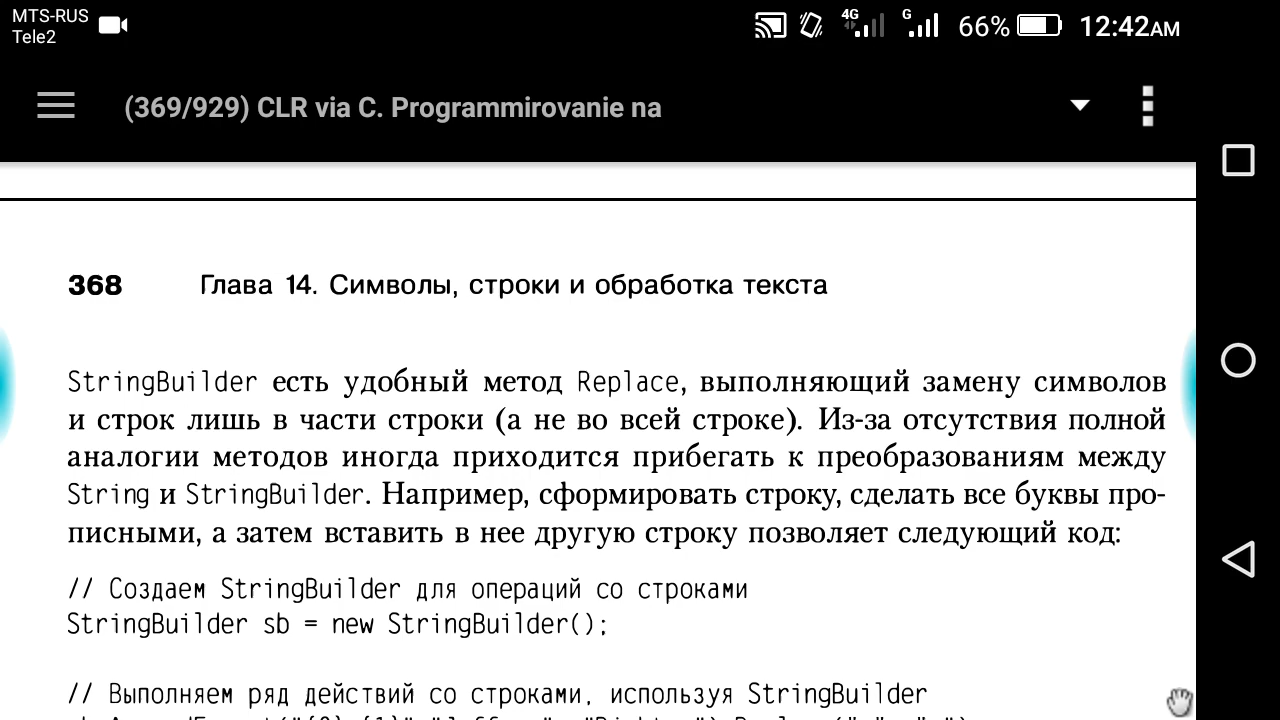 MTS-RUS
Tele2
4G G 66% 12:42AM
(369/929) CLR via C. Programmirovanie na
368 Глава 14. Символы, строки и обработка текста
StringBuilder есть удобный метод Replace, выполняющий замену символов
и строк лишь в части строки (а не во всей строке). Из-за отсутствия полной
аналогии методов иногда приходится прибегать к преобразованиям между
String и StringBuilder. Например, сформировать строку, сделать все буквы про-
писными, а затем вставить в нее другую строку позволяет следующий код:
// Создаем StringBuilder для операций со строками
StringBuilder sb = new StringBuilder();
// Выполняем ряд действий со строками, используя StringBuilder